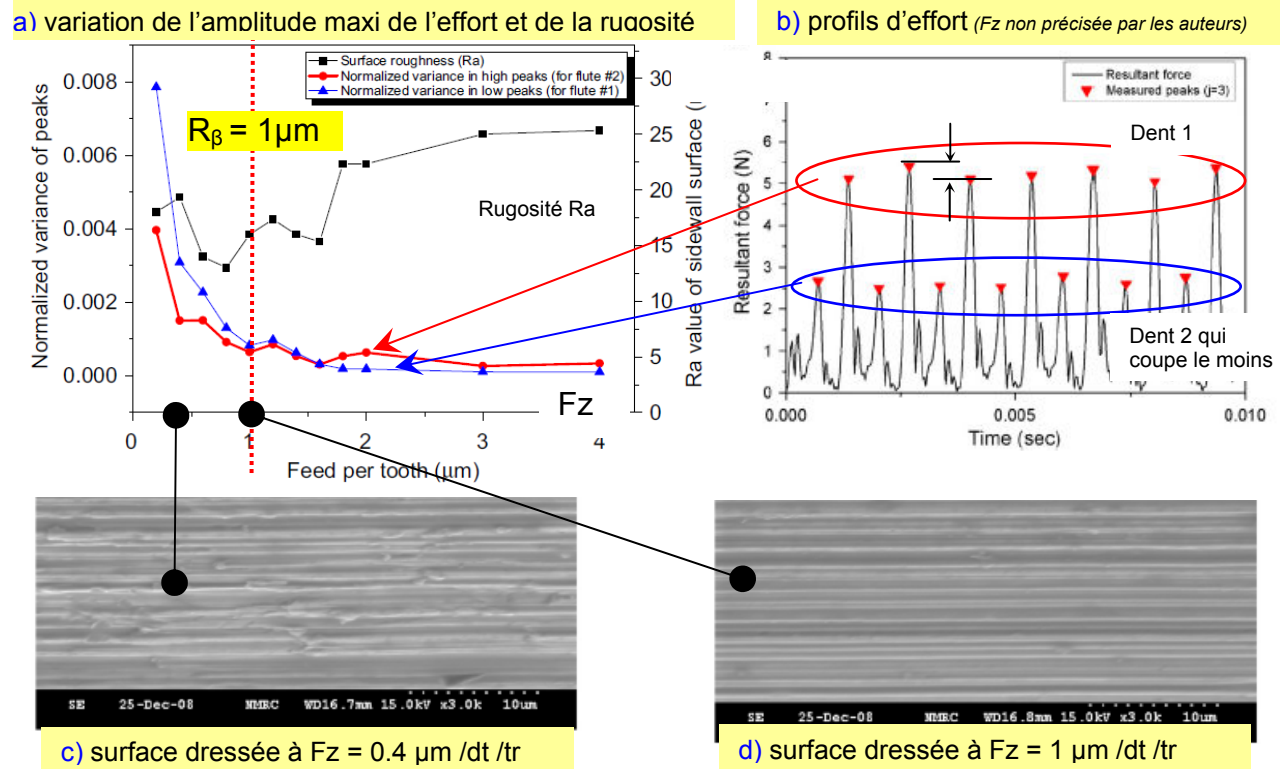 a) variation de l'amplitude maxi de l'effort et de la rugosité
b) profils d'effort (Fz non précisée par les auteurs)
Surface roughness (Ra)
Normalized variance in high peaks (for flute #2)
Normalized variance in low peaks (for flute #1)
Rβ = 1µm
Rugosité Ra
Fz
Normalized variance of peaks
0.008
0.006
0.004
0.002
0.000
Ra value of sidewall surface
30
25
20
15
10
5
0
0
1
2
3
4
Feed per tooth (µm)
Resultant force
Measured peaks (j=3)
Dent 1
Dent 2 qui
coupe le moins
Resultant force (N)
8
5
4
3
2
1
0
0.000
0.005
0.010
Time (sec)
SE 25-Dec-08 NMRC WD16.7mm 15.0kV x3.0k 10um
SE 25-Dec-08 NMRC WD16.8mm 15.0kV x3.0k 10um
c) surface dressée à Fz = 0.4 µm /dt /tr
d) surface dressée à Fz = 1 µm /dt /tr